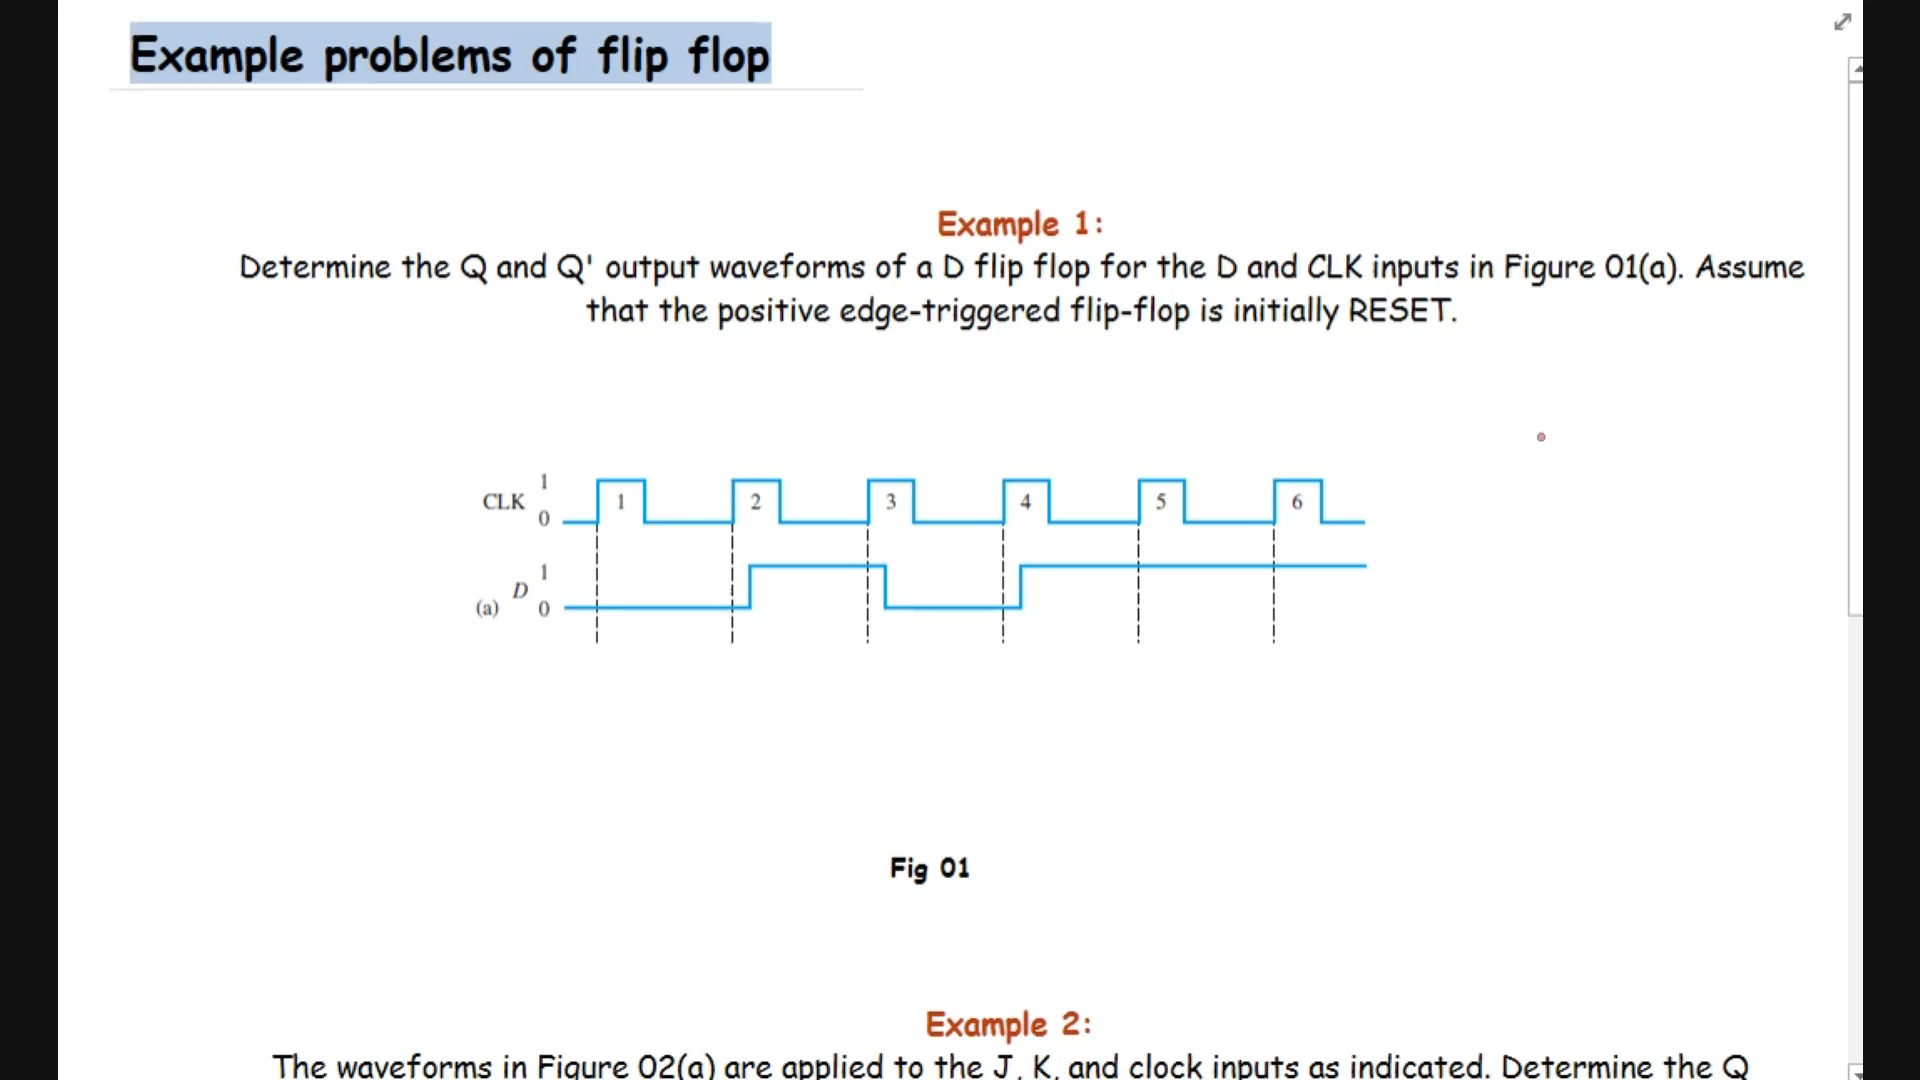 Example problems of flip flop
Example 1:
Determine the Q and Q' output waveforms of a D flip flop for the D and CLK inputs in Figure 01(a). Assume
that the positive edge-triggered flip-flop is initially RESET.
CLK 1 0 1 2 3 4 5 6
(a) D 1 0
Fig 01
Example 2:
The waveforms in Figure 02(a) are applied to the J, K, and clock inputs as indicated. Determine the Q